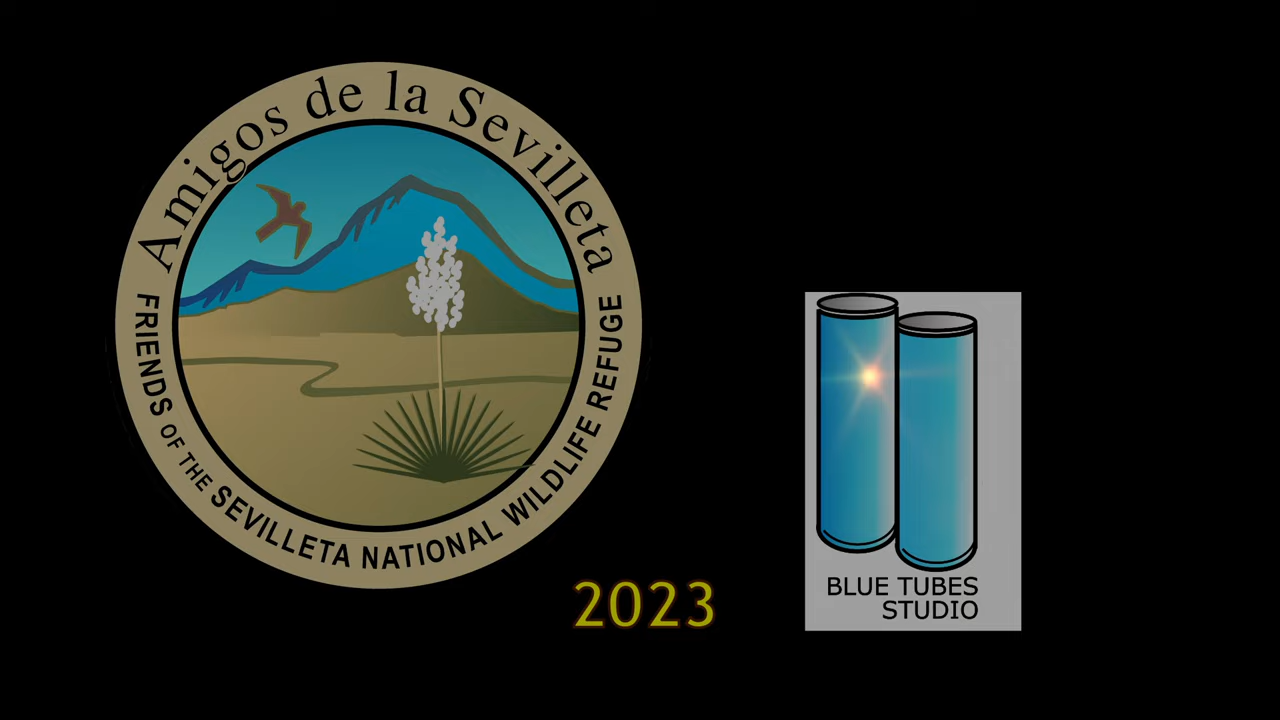 Amigos de la Sevilleta
FRIENDS OF THE SEVILLETA NATIONAL WILDLIFE REFUGE
2023
BLUE TUBES
STUDIO